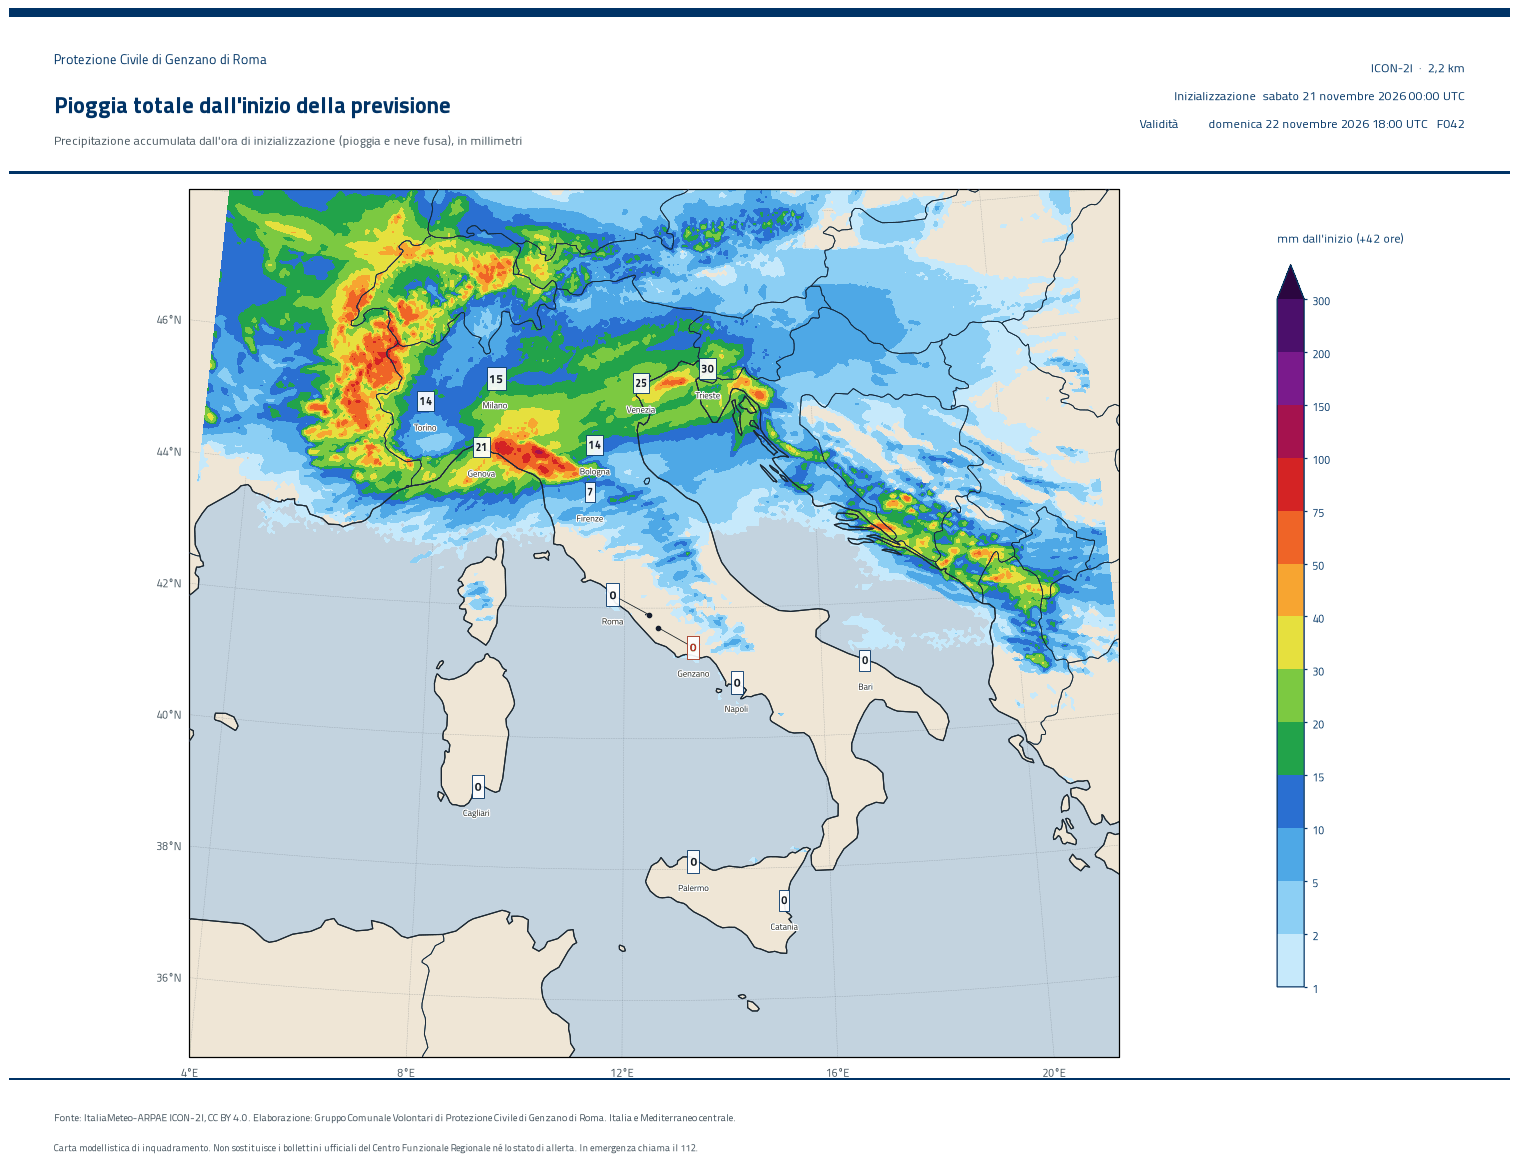 Protezione Civile di Genzano di Roma
Pioggia totale dall'inizio della previsione
Precipitazione accumulata dall'ora di inizializzazione (pioggia e neve fusa), in millimetri
ICON-2I · 2,2 km
Inizializzazione sabato 21 novembre 2026 00:00 UTC
Validità domenica 22 novembre 2026 18:00 UTC F042
mm dall'inizio (+42 ore)
300
200
150
100
75
50
40
30
20
15
10
5
2
1
46°N
44°N
42°N
40°N
38°N
36°N
4°E
8°E
12°E
16°E
20°E
30
Trieste
15
Milano
25
Venezia
14
Torino
21
Genova
14
Bologna
7
Firenze
0
Roma
0
Genzano
0
Bari
0
Napoli
0
Cagliari
0
Palermo
0
Catania
Fonte: ItaliaMeteo-ARPAE ICON-2I, CC BY 4.0. Elaborazione: Gruppo Comunale Volontari di Protezione Civile di Genzano di Roma. Italia e Mediterraneo centrale.
Carta modellistica di inquadramento. Non sostituisce i bollettini ufficiali del Centro Funzionale Regionale né lo stato di allerta. In emergenza chiama il 112.